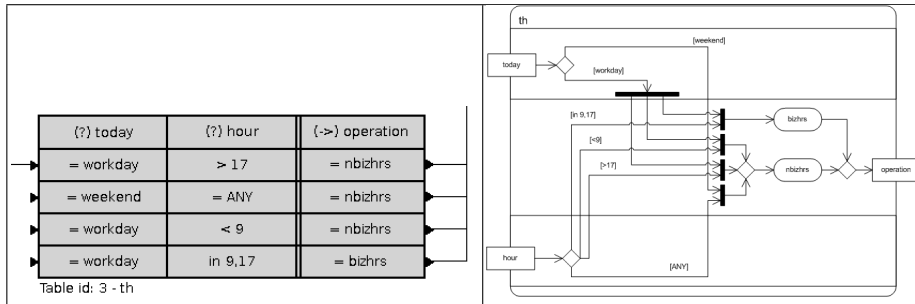 (?) today (?) hour (->) operation
= workday > 17 = nbizhrs
= weekend = ANY = nbizhrs
= workday < 9 = nbizhrs
= workday in 9,17 = bizhrs
Table id: 3 - th
th
[weekend]
today
[workday]
[in 9,17] bizhrs
[<9]
[>17] nbizhrs operation
hour
[ANY]